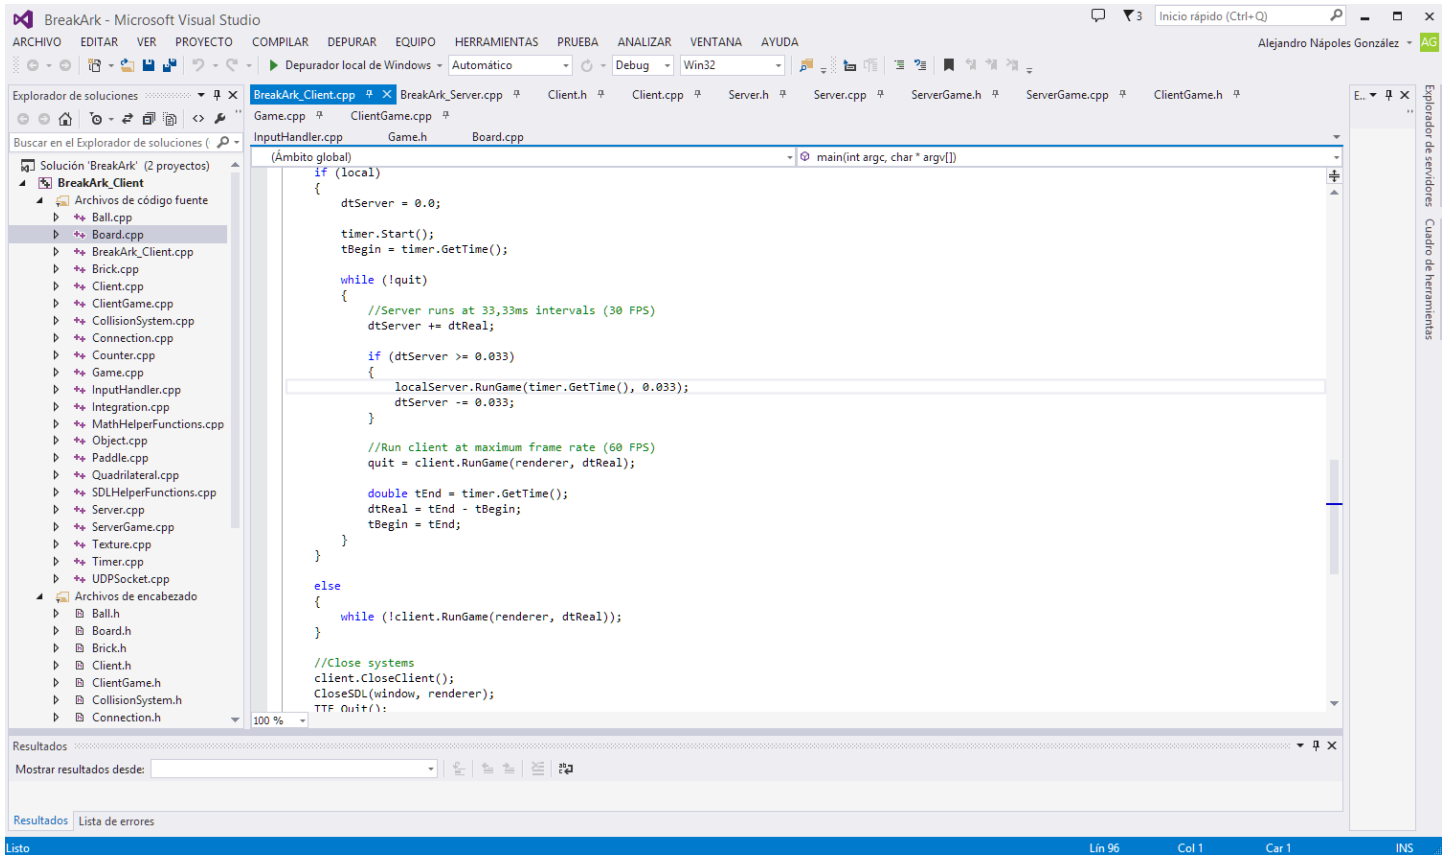 BreakArk - Microsoft Visual Studio
3
Inicio rápido (Ctrl+Q)
ARCHIVO EDITAR VER PROYECTO COMPILAR DEPURAR EQUIPO HERRAMIENTAS PRUEBA ANALIZAR VENTANA AYUDA
Alejandro Nápoles González
AG
Depurador local de Windows
Automático
Debug
Win32
Explorador de soluciones
Buscar en el Explorador de soluciones (
Solución 'BreakArk' (2 proyectos)
BreakArk_Client
Archivos de código fuente
Ball.cpp
Board.cpp
BreakArk_Client.cpp
Brick.cpp
Client.cpp
ClientGame.cpp
CollisionSystem.cpp
Connection.cpp
Counter.cpp
Game.cpp
InputHandler.cpp
Integration.cpp
MathHelperFunctions.cpp
Object.cpp
Paddle.cpp
Quadrilateral.cpp
SDLHelperFunctions.cpp
Server.cpp
ServerGame.cpp
Texture.cpp
Timer.cpp
UDPSocket.cpp
Archivos de encabezado
Ball.h
Board.h
Brick.h
Client.h
ClientGame.h
CollisionSystem.h
Connection.h
BreakArk_Client.cpp BreakArk_Server.cpp Client.h Client.cpp Server.h Server.cpp ServerGame.h ServerGame.cpp ClientGame.h
Game.cpp ClientGame.cpp
InputHandler.cpp Game.h Board.cpp
(Ámbito global)
main(int argc, char * argv[])
if (local)
{
dtServer = 0.0;
timer.Start();
tBegin = timer.GetTime();
while (!quit)
{
//Server runs at 33,33ms intervals (30 FPS)
dtServer += dtReal;
if (dtServer >= 0.033)
{
localServer.RunGame(timer.GetTime(), 0.033);
dtServer -= 0.033;
}
//Run client at maximum frame rate (60 FPS)
quit = client.RunGame(renderer, dtReal);
double tEnd = timer.GetTime();
dtReal = tEnd - tBegin;
tBegin = tEnd;
}
}
else
{
while (!client.RunGame(renderer, dtReal));
}
//Close systems
client.CloseClient();
CloseSDL(window, renderer);
TTF_Quit();
100 %
E..
Explorador de servidores
Cuadro de herramientas
Resultados
Mostrar resultados desde:
Resultados Lista de errores
Listo
Lín 96
Col 1
Car 1
INS